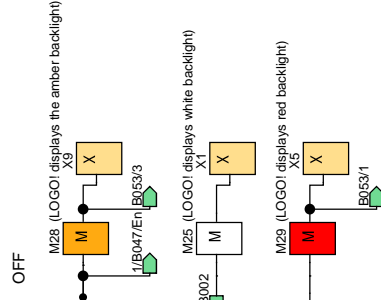 OFF
M28 (LOGO! displays the amber backlight)
X9
X
M
1/B047/En
B053/3
M25 (LOGO! displays white backlight)
X1
X
M
B002
M29 (LOGO! displays red backlight)
X5
X
M
B053/1